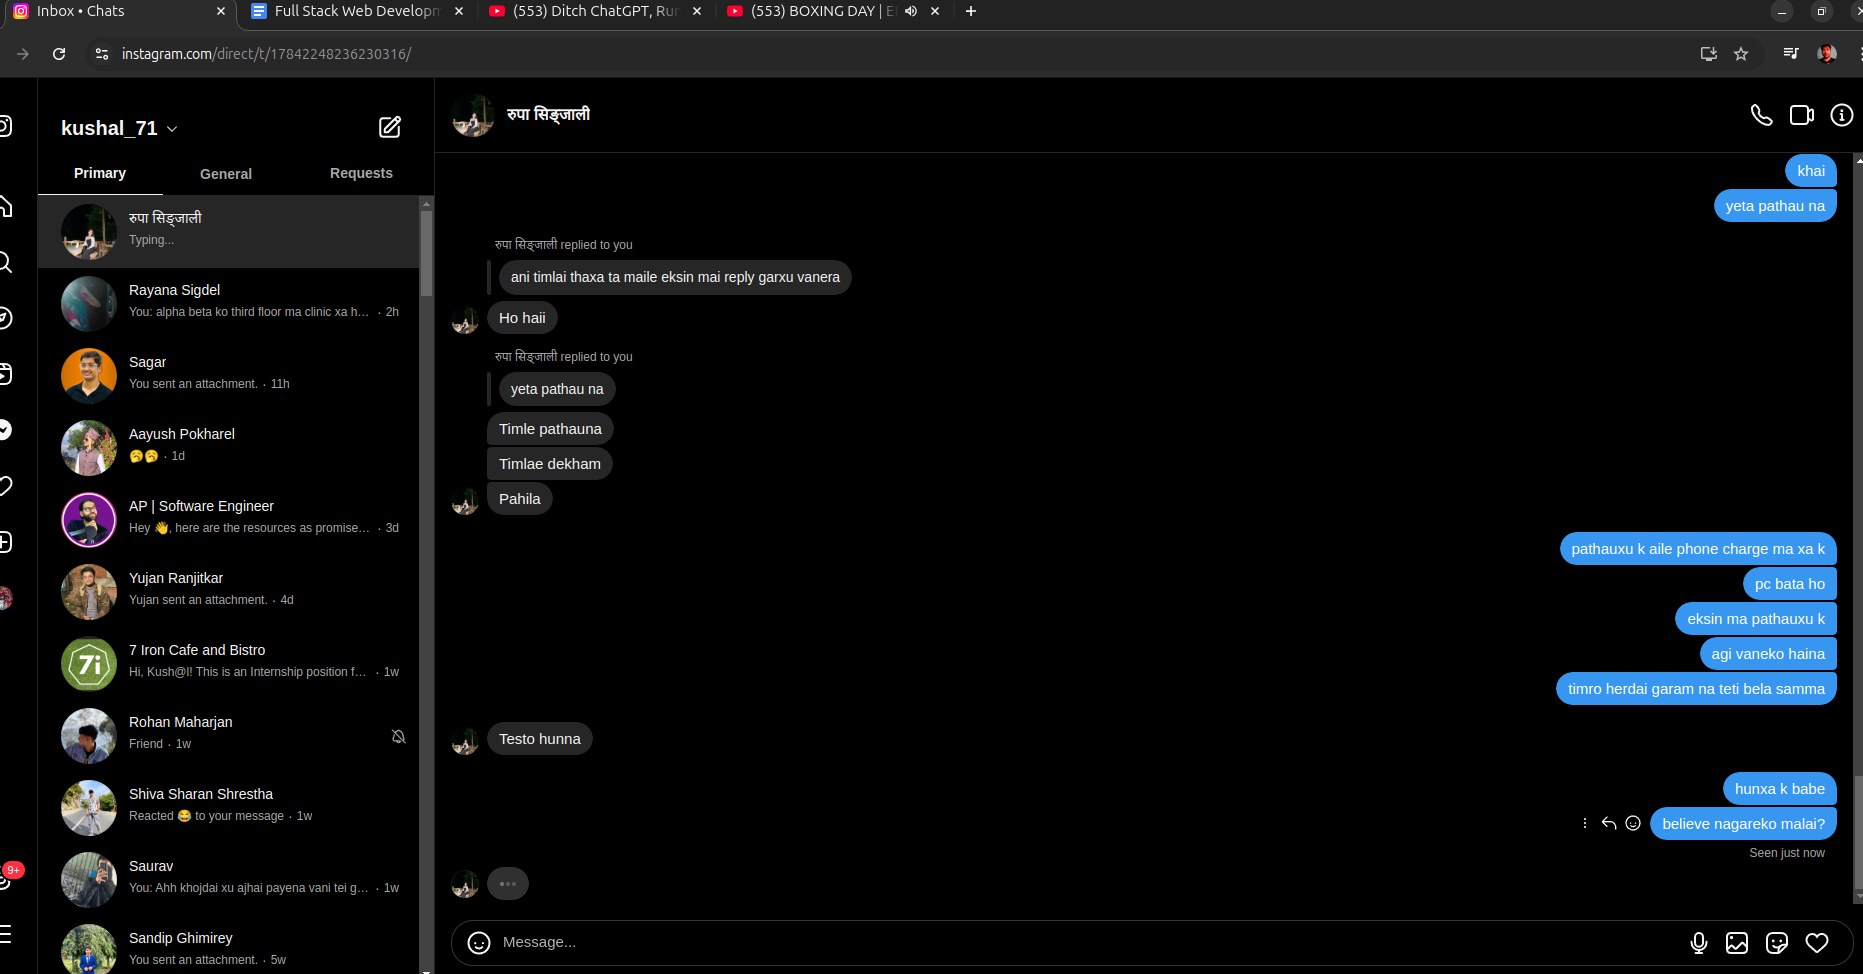 Inbox • Chats
Full Stack Web Developm
(553) Ditch ChatGPT, Ru
(553) BOXING DAY | E
instagram.com/direct/t/17842248236230316/
kushal_71
Primary
General
Requests
रुपा सिङ्जाली
Typing...
Rayana Sigdel
You: alpha beta ko third floor ma clinic xa h... · 2h
Sagar
You sent an attachment. · 11h
Aayush Pokharel
🥱🥱 · 1d
AP | Software Engineer
Hey 👋, here are the resources as promise... · 3d
Yujan Ranjitkar
Yujan sent an attachment. · 4d
7 Iron Cafe and Bistro
7i
Hi, Kush@l! This is an Internship position f... · 1w
Rohan Maharjan
Friend · 1w
Shiva Sharan Shrestha
Reacted 😂 to your message · 1w
Saurav
You: Ahh khojdai xu ajhai payena vani tei g... · 1w
Sandip Ghimirey
You sent an attachment. · 5w
9+
रुपा सिङ्जाली
khai
yeta pathau na
रुपा सिङ्जाली replied to you
ani timlai thaxa ta maile eksin mai reply garxu vanera
Ho haii
रुपा सिङ्जाली replied to you
yeta pathau na
Timle pathauna
Timlae dekham
Pahila
pathauxu k aile phone charge ma xa k
pc bata ho
eksin ma pathauxu k
agi vaneko haina
timro herdai garam na teti bela samma
Testo hunna
hunxa k babe
believe nagareko malai?
Seen just now
Message...